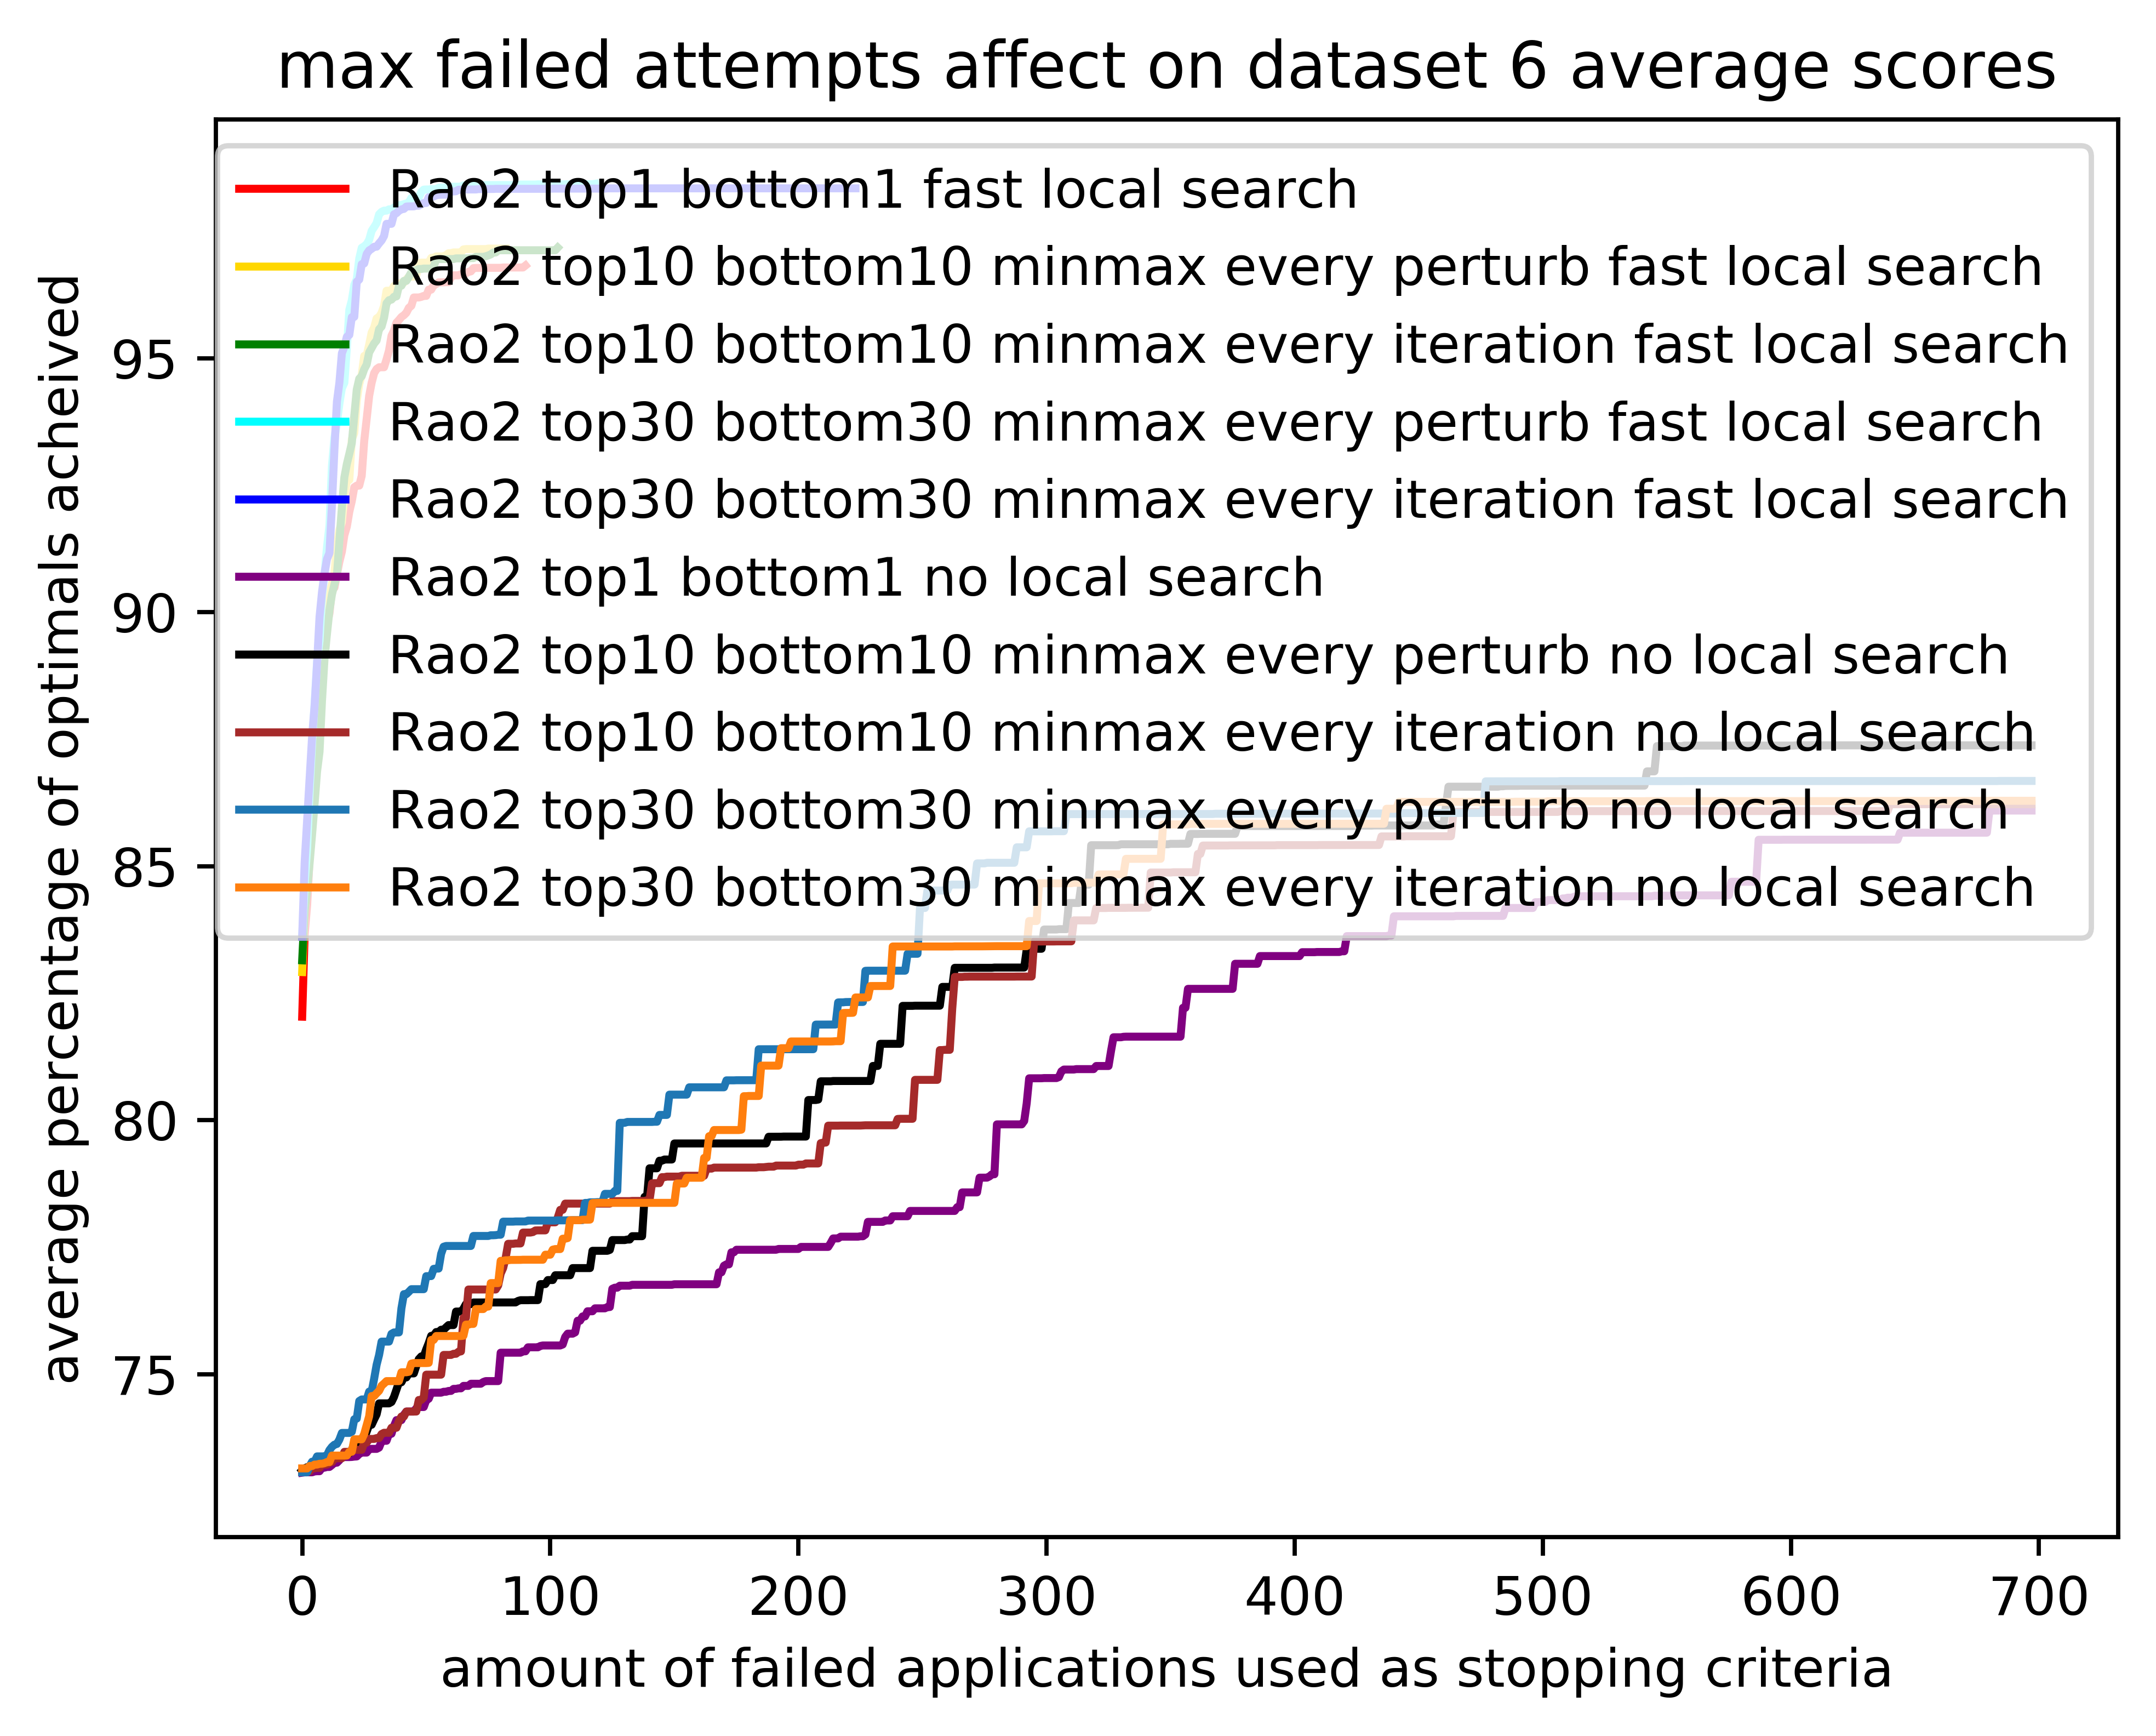 max failed attempts affect on dataset 6 average scores
Rao2 top1 bottom1 fast local search
Rao2 top10 bottom10 minmax every perturb fast local search
Rao2 top10 bottom10 minmax every iteration fast local search
Rao2 top30 bottom30 minmax every perturb fast local search
Rao2 top30 bottom30 minmax every iteration fast local search
Rao2 top1 bottom1 no local search
Rao2 top10 bottom10 minmax every perturb no local search
Rao2 top10 bottom10 minmax every iteration no local search
Rao2 top30 bottom30 minmax every perturb no local search
Rao2 top30 bottom30 minmax every iteration no local search
average percentage of optimals acheived
95
90
85
80
75
0 100 200 300 400 500 600 700
amount of failed applications used as stopping criteria